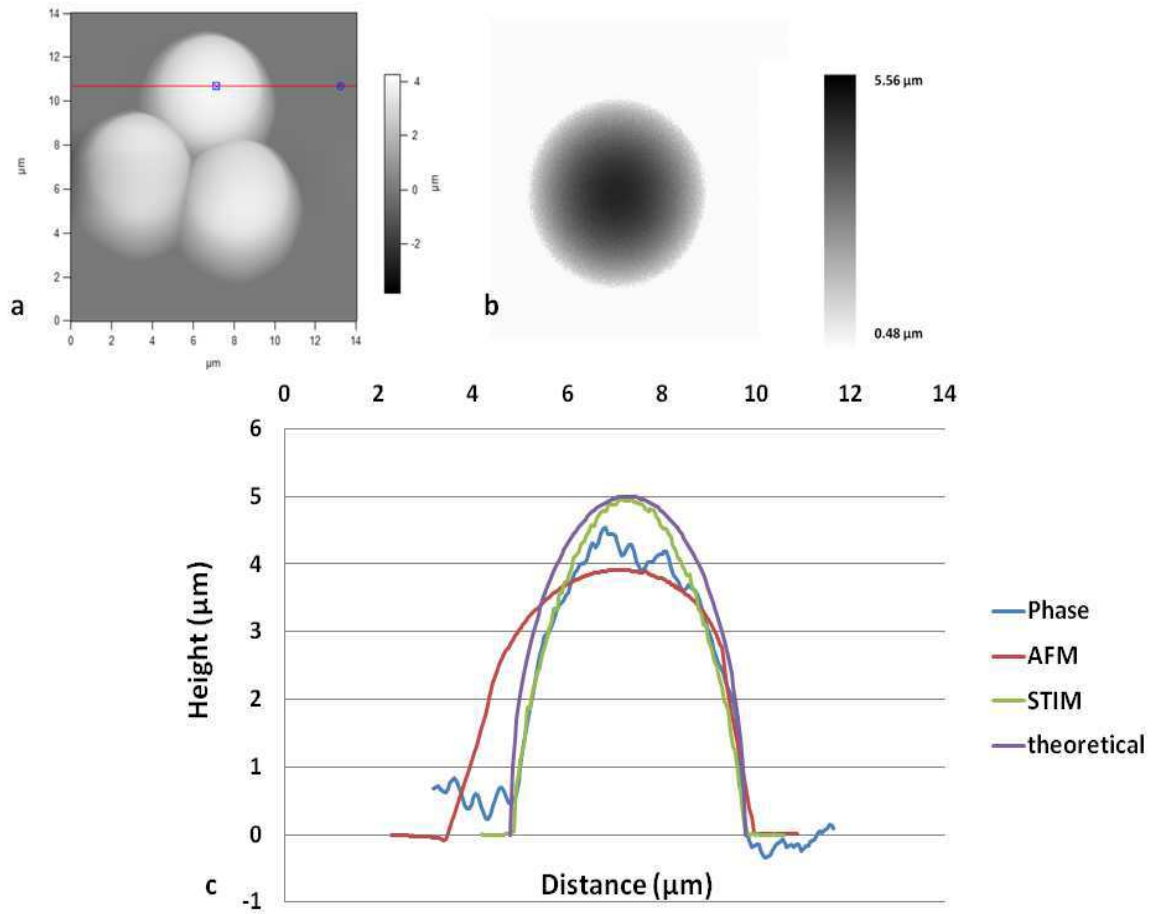 14
12
10
8
6
4
2
0
µm
0 2 4 6 8 10 12 14
µm
4
2
0
-2
µm
a
5.56 µm
0.48 µm
b
0 2 4 6 8 10 12 14
6
5
4
3
2
1
0
-1
Height (µm)
Distance (µm)
Phase
AFM
STIM
theoretical
c